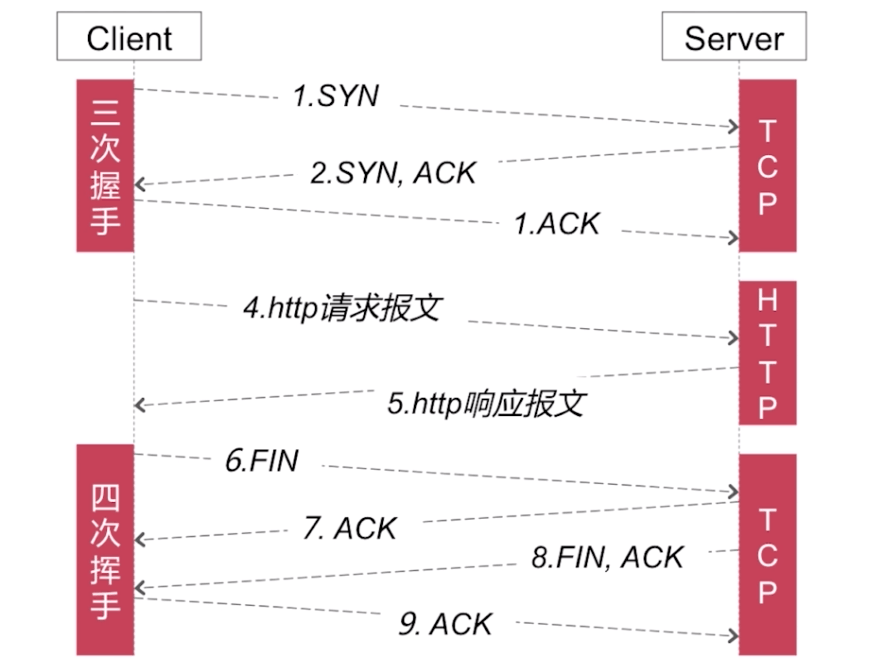 Client
Server
三次握手
TCP
1.SYN
2.SYN, ACK
1.ACK
HTTP
4.http请求报文
5.http响应报文
四次挥手
TCP
6.FIN
7. ACK
8.FIN, ACK
9. ACK